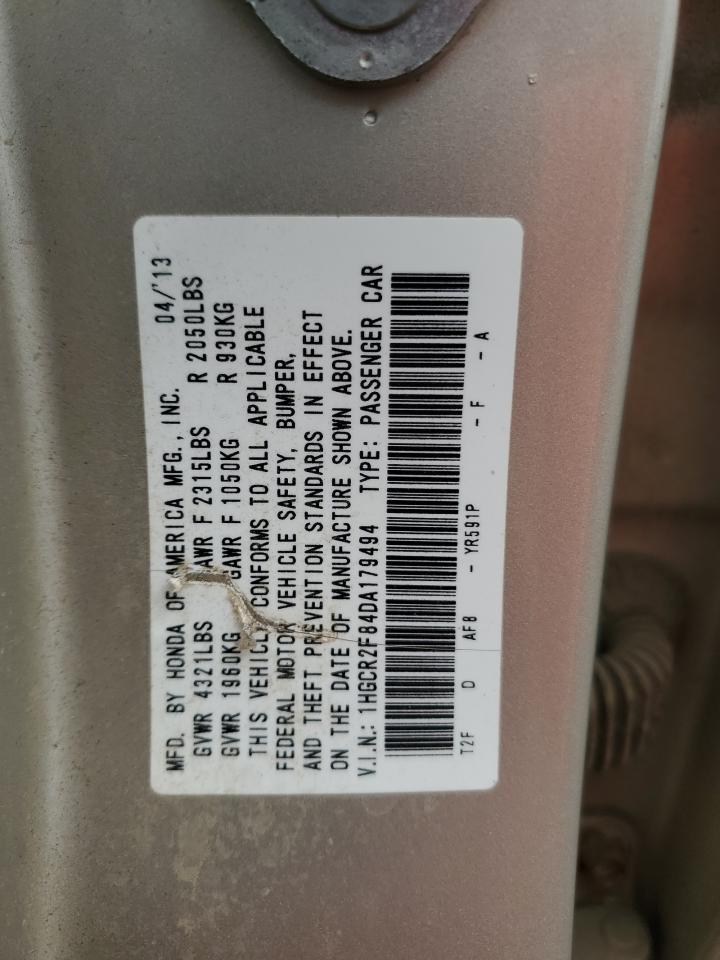 MFD. BY HONDA OF AMERICA MFG., INC. 04/'13
GVWR 4321LBS GAWR F 2315LBS R 2050LBS
GVWR 1960KG GAWR F 1050KG R 930KG
THIS VEHICLE CONFORMS TO ALL APPLICABLE
FEDERAL MOTOR VEHICLE SAFETY, BUMPER,
AND THEFT PREVENTION STANDARDS IN EFFECT
ON THE DATE OF MANUFACTURE SHOWN ABOVE.
V.I.N.: 1HGCR2F84DA179494 TYPE: PASSENGER CAR
T2F D AF8 - YR591P - F - A